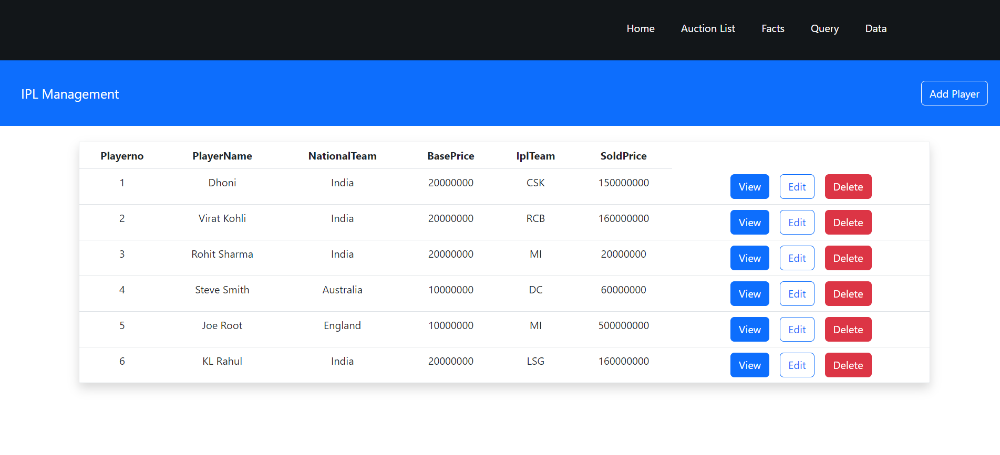 Home Auction List Facts Query Data
IPL Management Add Player
Playerno PlayerName NationalTeam BasePrice IplTeam SoldPrice
1 Dhoni India 20000000 CSK 150000000 View Edit Delete
2 Virat Kohli India 20000000 RCB 160000000 View Edit Delete
3 Rohit Sharma India 20000000 MI 20000000 View Edit Delete
4 Steve Smith Australia 10000000 DC 60000000 View Edit Delete
5 Joe Root England 10000000 MI 500000000 View Edit Delete
6 KL Rahul India 20000000 LSG 160000000 View Edit Delete